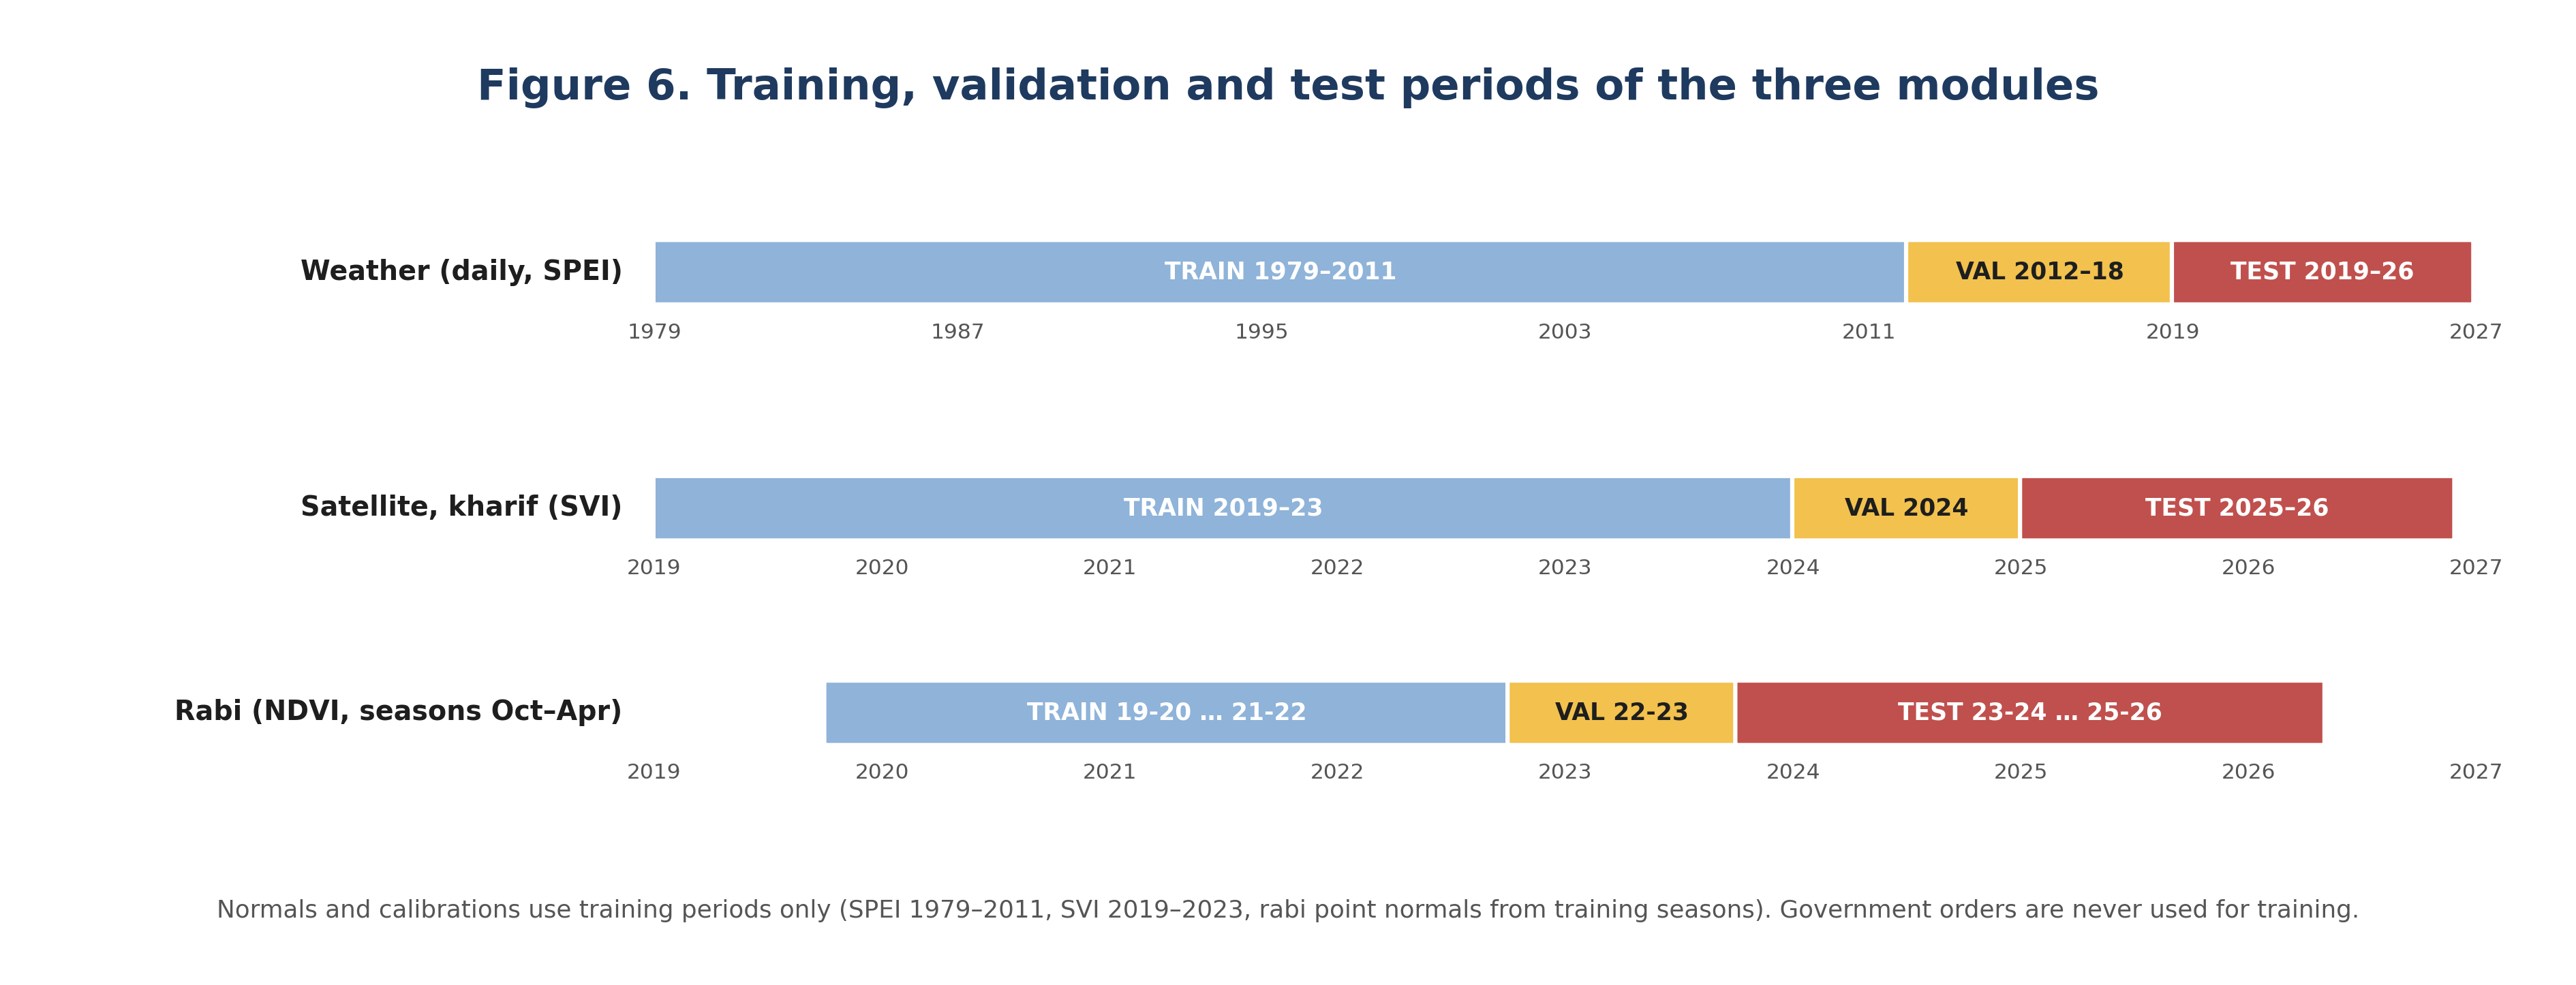 Figure 6. Training, validation and test periods of the three modules
Weather (daily, SPEI)
TRAIN 1979–2011
VAL 2012–18
TEST 2019–26
1979 1987 1995 2003 2011 2019 2027
Satellite, kharif (SVI)
TRAIN 2019–23
VAL 2024
TEST 2025–26
2019 2020 2021 2022 2023 2024 2025 2026 2027
Rabi (NDVI, seasons Oct–Apr)
TRAIN 19-20 … 21-22
VAL 22-23
TEST 23-24 … 25-26
2019 2020 2021 2022 2023 2024 2025 2026 2027
Normals and calibrations use training periods only (SPEI 1979–2011, SVI 2019–2023, rabi point normals from training seasons). Government orders are never used for training.